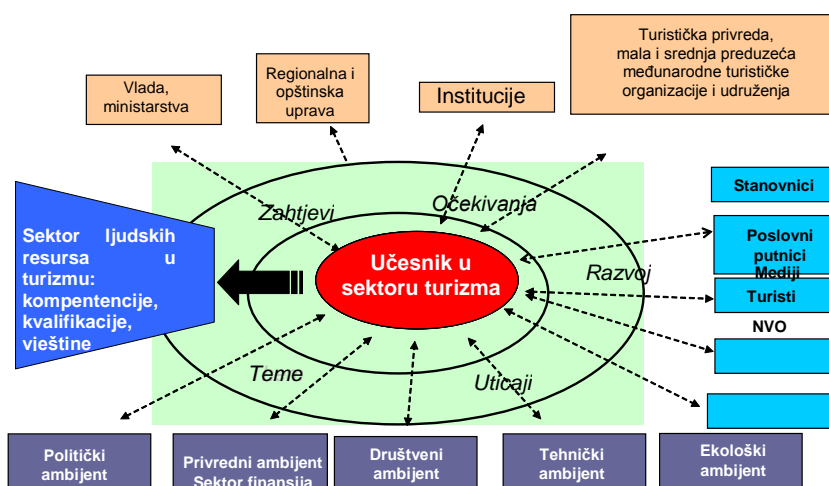 Turistička privreda,
mala i srednja preduzeća
međunarodne turističke
organizacije i udruženja
Vlada,
ministarstva
Regionalna i
opštinska
uprava
Institucije
Stanovnici
Zahtjevi
Očekivanja
Sektor ljudskih
resursa u
turizmu:
kompentencije,
kvalifikacije,
vještine
Učesnik u
sektoru turizma
Razvoj
Poslovni
putnici
Mediji
Turisti
NVO
Teme
Uticaji
Politički
ambijent
Privredni ambijent
Sektor finansija
Društveni
ambijent
Tehnički
ambijent
Ekološki
ambijent